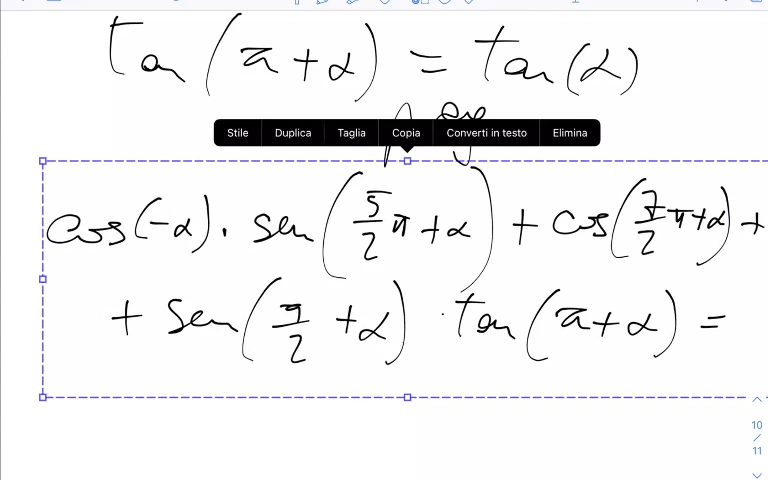 tan(π+α) = tan(α)
Stile Duplica Taglia Copia Converti in testo Elimina
cos(-α) · sen(5/2 π+α) + cos(7/2 π+α) +
+ sen(π/2 +α) · tan(π+α) =
10
/
11